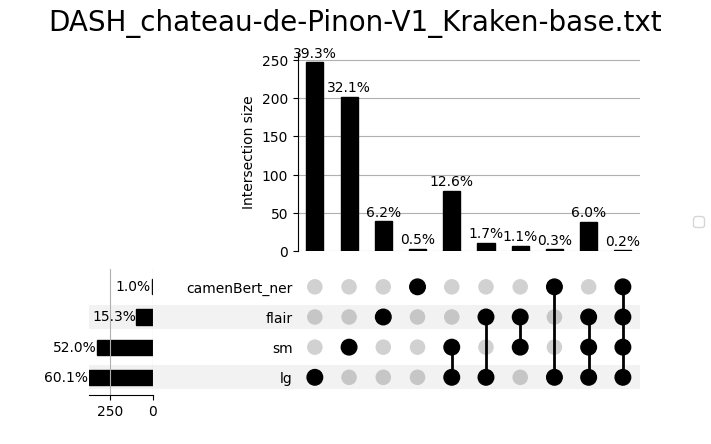 DASH_chateau-de-Pinon-V1_Kraken-base.txt
39.3%
32.1%
6.2%
0.5%
12.6%
1.7%
1.1%
0.3%
6.0%
0.2%
250
200
150
100
50
0
Intersection size
1.0% camenBert_ner
15.3% flair
52.0% sm
60.1% lg
250 0